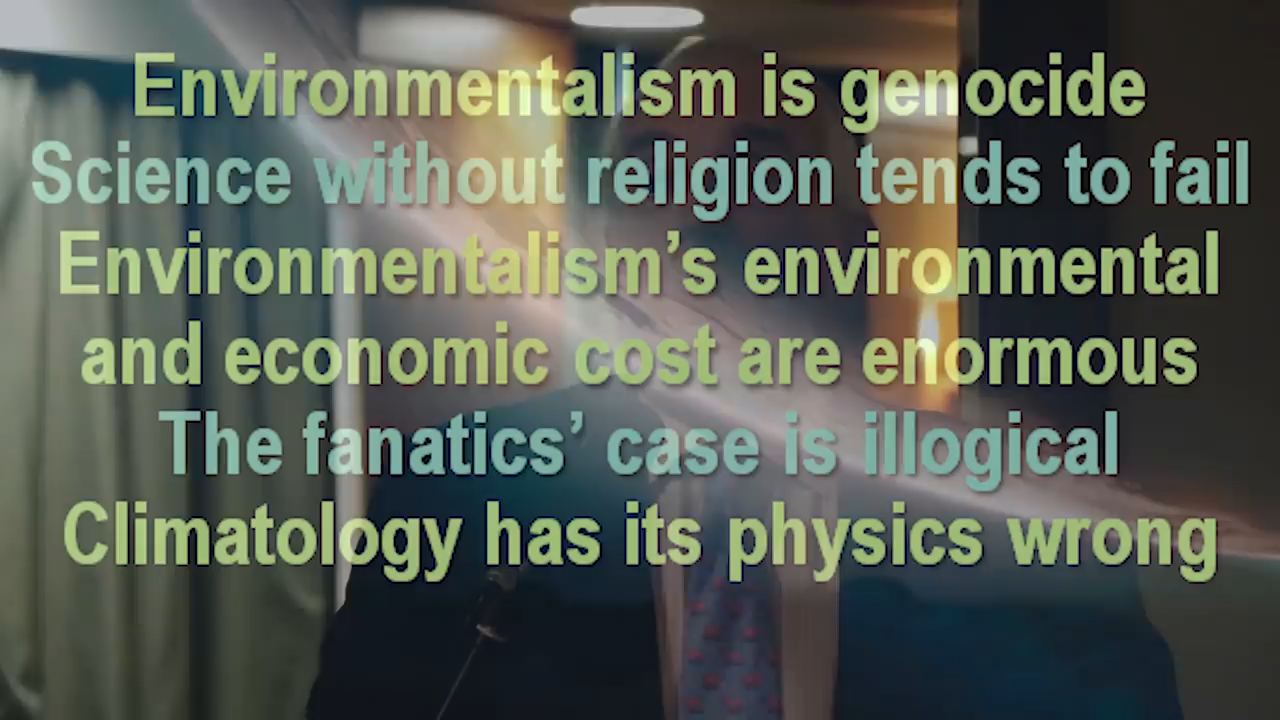 Environmentalism is genocide
Science without religion tends to fail
Environmentalism’s environmental
and economic cost are enormous
The fanatics’ case is illogical
Climatology has its physics wrong